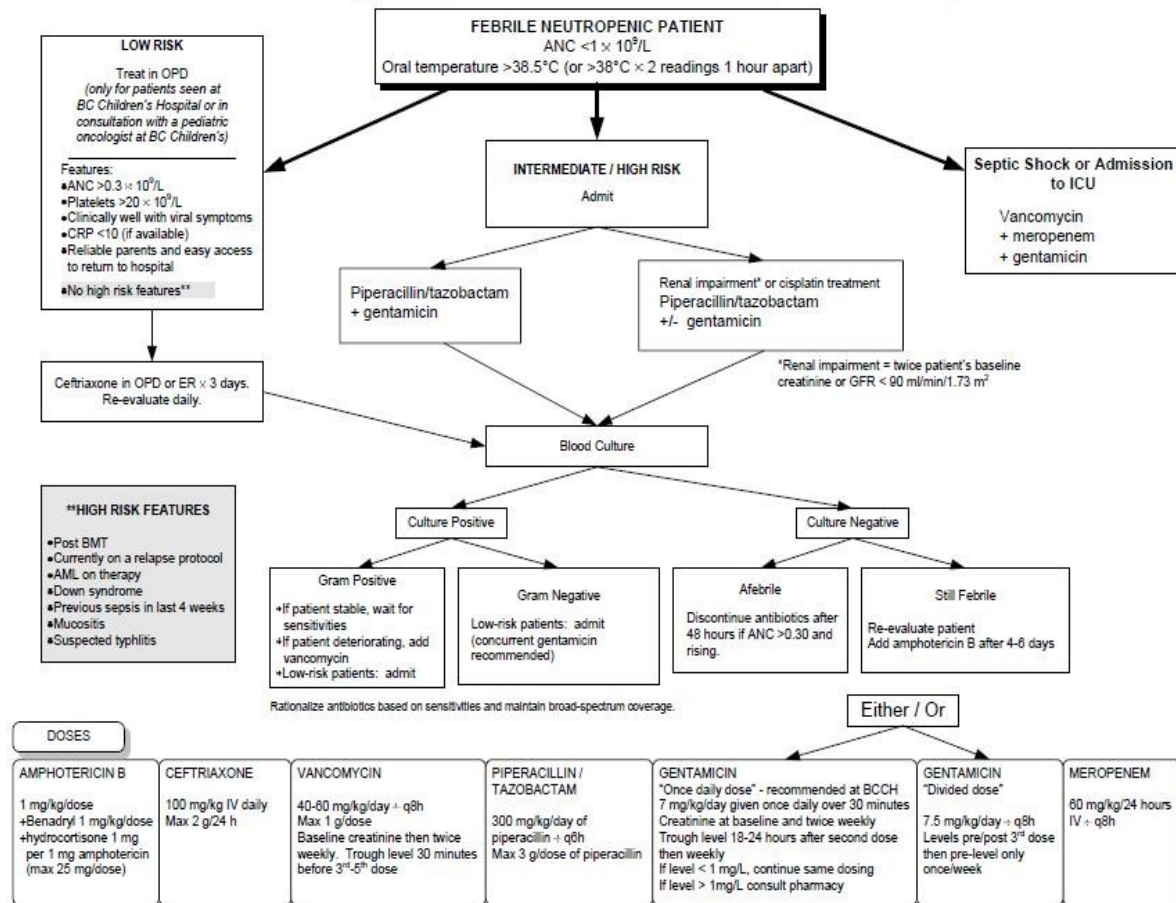 FEBRILE NEUTROPENIC PATIENT
ANC <1 × 10⁹/L
Oral temperature >38.5°C (or >38°C × 2 readings 1 hour apart)
LOW RISK
Treat in OPD
(only for patients seen at
BC Children's Hospital or in
consultation with a pediatric
oncologist at BC Children's)
Features:
•ANC >0.3 × 10⁹/L
•Platelets >20 × 10⁹/L
•Clinically well with viral symptoms
•CRP <10 (if available)
•Reliable parents and easy access
to return to hospital
•No high risk features**
INTERMEDIATE / HIGH RISK
Admit
Septic Shock or Admission
to ICU
Vancomycin
+ meropenem
+ gentamicin
Piperacillin/tazobactam
+ gentamicin
Renal impairment* or cisplatin treatment
Piperacillin/tazobactam
+/- gentamicin
*Renal impairment = twice patient's baseline
creatinine or GFR < 90 ml/min/1.73 m²
Ceftriaxone in OPD or ER × 3 days.
Re-evaluate daily.
Blood Culture
**HIGH RISK FEATURES
•Post BMT
•Currently on a relapse protocol
•AML on therapy
•Down syndrome
•Previous sepsis in last 4 weeks
•Mucositis
•Suspected typhlitis
Culture Positive
Culture Negative
Gram Positive
•If patient stable, wait for
sensitivities
•If patient deteriorating, add
vancomycin
•Low-risk patients: admit
Gram Negative
Low-risk patients: admit
(concurrent gentamicin
recommended)
Afebrile
Discontinue antibiotics after
48 hours if ANC >0.30 and
rising.
Still Febrile
Re-evaluate patient
Add amphotericin B after 4-6 days
Rationalize antibiotics based on sensitivities and maintain broad-spectrum coverage.
Either / Or
DOSES
AMPHOTERICIN B
1 mg/kg/dose
+Benadryl 1 mg/kg/dose
+hydrocortisone 1 mg
per 1 mg amphotericin
(max 25 mg/dose)
CEFTRIAXONE
100 mg/kg IV daily
Max 2 g/24 h
VANCOMYCIN
40-60 mg/kg/day ÷ q8h
Max 1 g/dose
Baseline creatinine then twice
weekly. Trough level 30 minutes
before 3rd-5th dose
PIPERACILLIN /
TAZOBACTAM
300 mg/kg/day of
piperacillin ÷ q6h
Max 3 g/dose of piperacillin
GENTAMICIN
"Once daily dose" - recommended at BCCH
7 mg/kg/day given once daily over 30 minutes
Creatinine at baseline and twice weekly
Trough level 18-24 hours after second dose
then weekly
If level < 1 mg/L, continue same dosing
If level > 1mg/L consult pharmacy
GENTAMICIN
"Divided dose"
7.5 mg/kg/day ÷ q8h
Levels pre/post 3rd dose
then pre-level only
once/week
MEROPENEM
60 mg/kg/24 hours
IV ÷ q8h